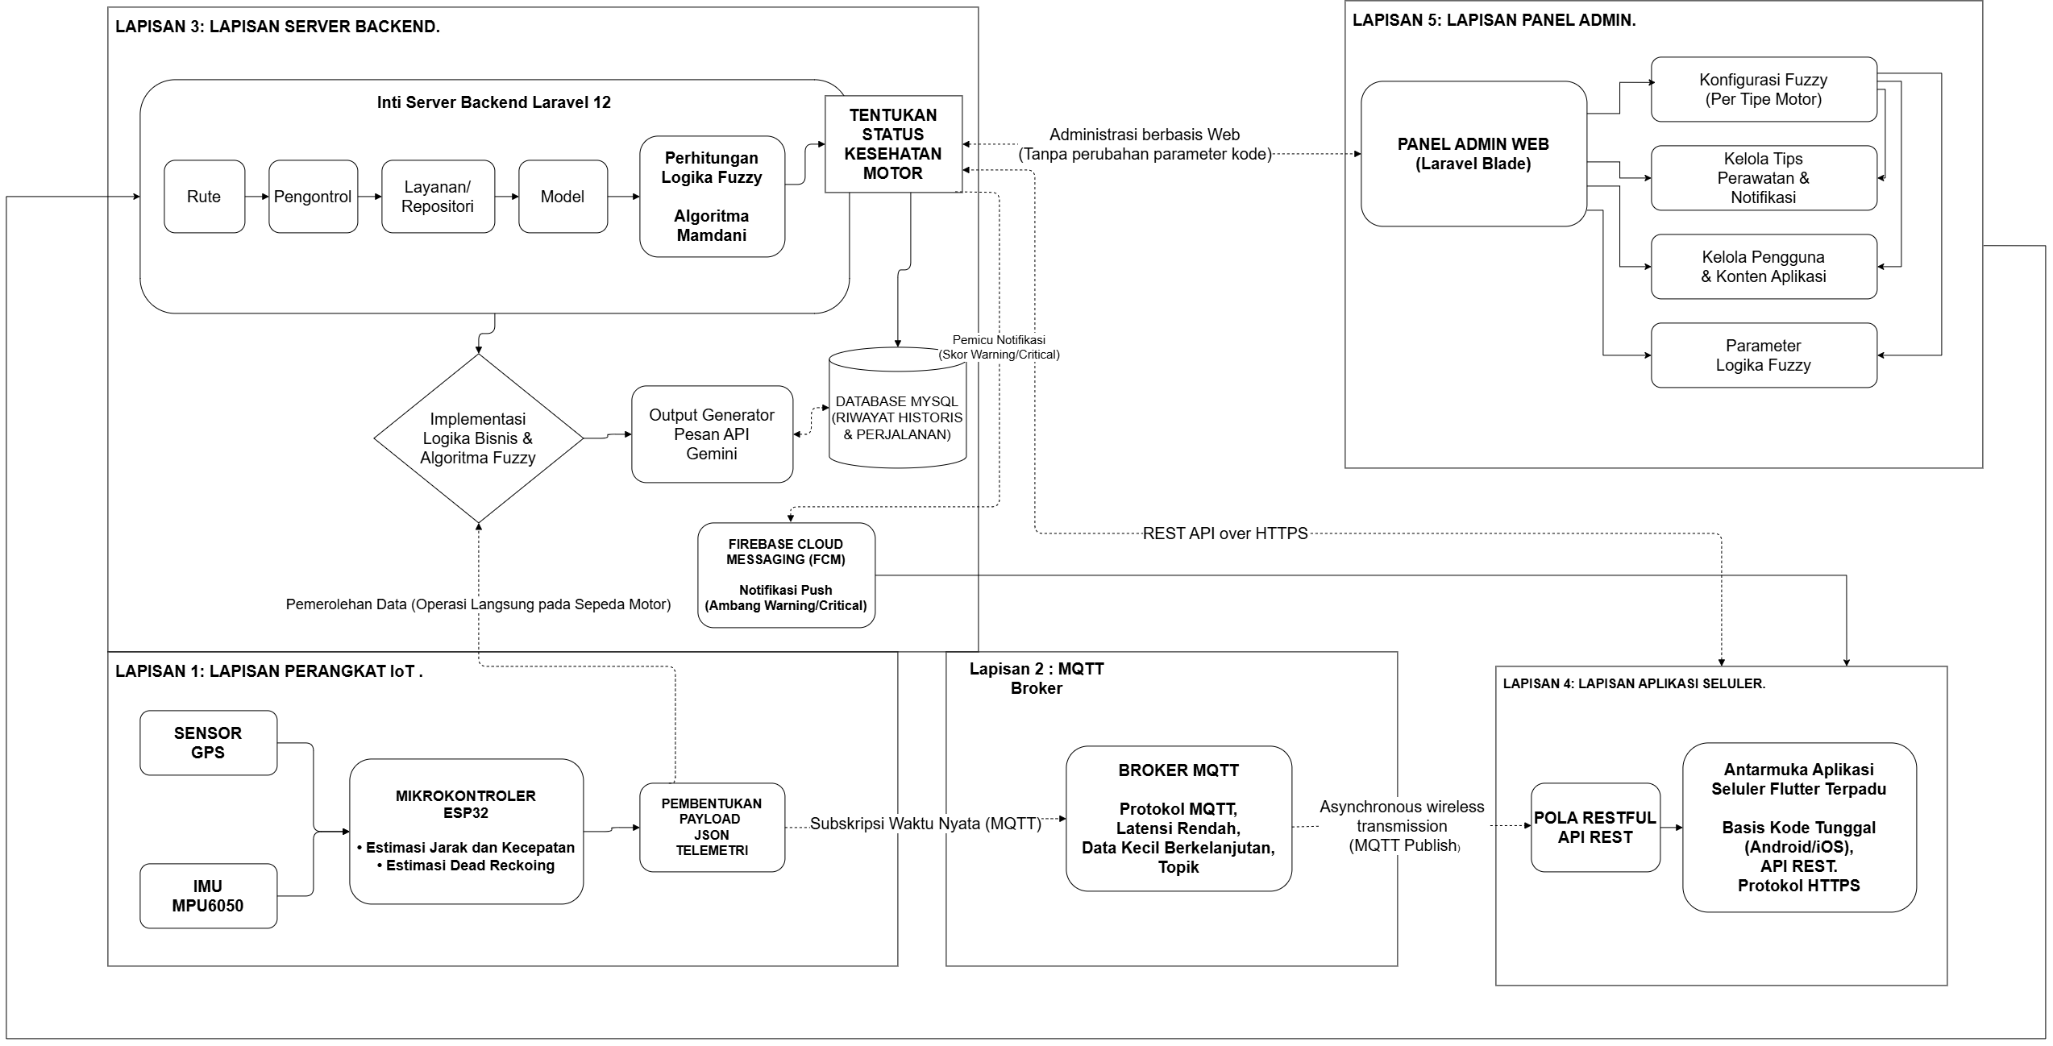 LAPISAN 3: LAPISAN SERVER BACKEND.
Inti Server Backend Laravel 12
Rute
Pengontrol
Layanan/
Repositori
Model
Perhitungan
Logika Fuzzy
Algoritma
Mamdani
TENTUKAN
STATUS
KESEHATAN
MOTOR
Administrasi berbasis Web
(Tanpa perubahan parameter kode)
LAPISAN 5: LAPISAN PANEL ADMIN.
PANEL ADMIN WEB
(Laravel Blade)
Konfigurasi Fuzzy
(Per Tipe Motor)
Kelola Tips
Perawatan &
Notifikasi
Kelola Pengguna
& Konten Aplikasi
Parameter
Logika Fuzzy
Pemicu Notifikasi
(Skor Warning/Critical)
Implementasi
Logika Bisnis &
Algoritma Fuzzy
Output Generator
Pesan API
Gemini
DATABASE MYSQL
(RIWAYAT HISTORIS
& PERJALANAN)
FIREBASE CLOUD
MESSAGING (FCM)
Notifikasi Push
(Ambang Warning/Critical)
REST API over HTTPS
Pemerolehan Data (Operasi Langsung pada Sepeda Motor)
LAPISAN 1: LAPISAN PERANGKAT IoT .
SENSOR
GPS
IMU
MPU6050
MIKROKONTROLER
ESP32
• Estimasi Jarak dan Kecepatan
• Estimasi Dead Reckoing
PEMBENTUKAN
PAYLOAD
JSON
TELEMETRI
Subskripsi Waktu Nyata (MQTT)
Lapisan 2 : MQTT
Broker
BROKER MQTT
Protokol MQTT,
Latensi Rendah,
Data Kecil Berkelanjutan,
Topik
Asynchronous wireless
transmission
(MQTT Publish)
LAPISAN 4: LAPISAN APLIKASI SELULER.
POLA RESTFUL
API REST
Antarmuka Aplikasi
Seluler Flutter Terpadu
Basis Kode Tunggal
(Android/iOS),
API REST.
Protokol HTTPS